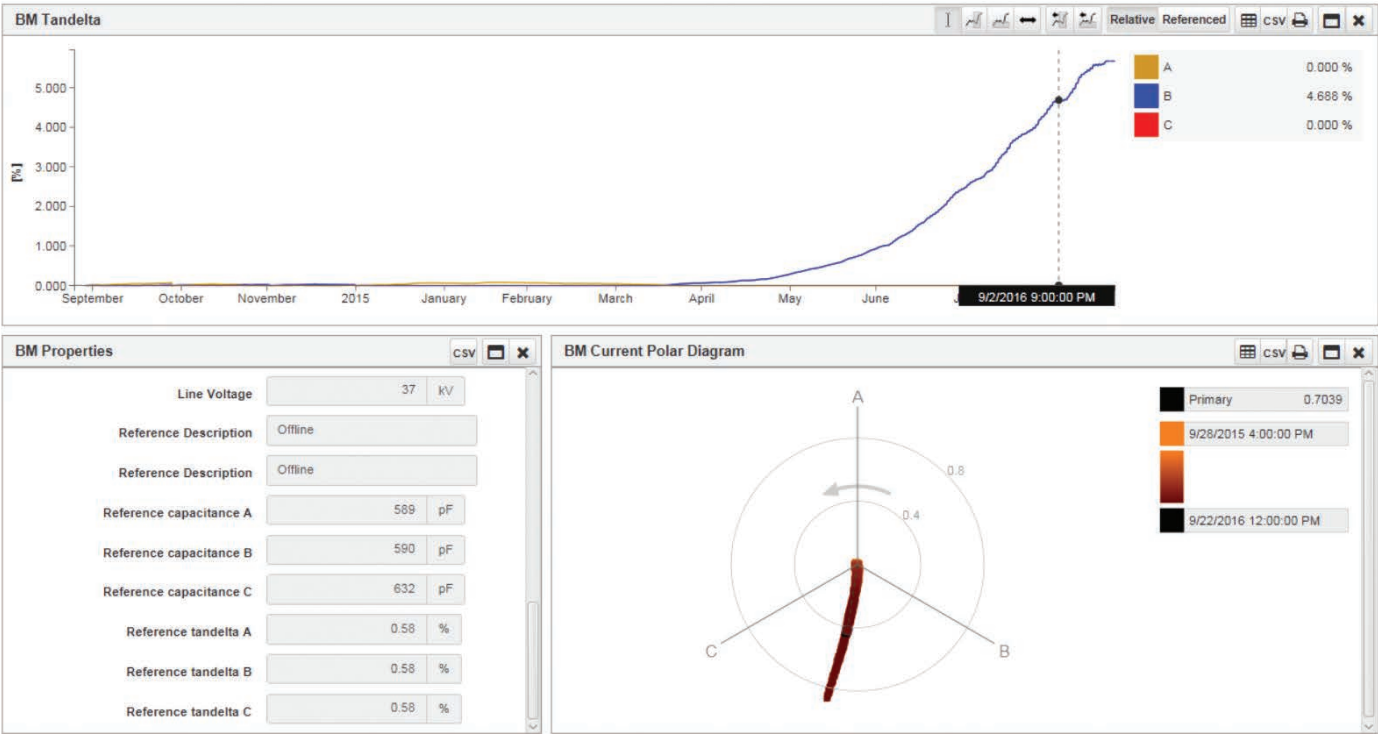 BM Tandelta
Relative Referenced CSV
[%]
5.000
4.000
3.000
2.000
1.000
0.000
September October November 2015 January February March April May June
9/2/2016 9:00:00 PM
A 0.000 %
B 4.688 %
C 0.000 %
BM Properties CSV
Line Voltage 37 kV
Reference Description Offline
Reference Description Offline
Reference capacitance A 589 pF
Reference capacitance B 590 pF
Reference capacitance C 632 pF
Reference tandelta A 0.58 %
Reference tandelta B 0.58 %
Reference tandelta C 0.58 %
BM Current Polar Diagram CSV
A
0.8
0.4
C
B
Primary 0.7039
9/28/2015 4:00:00 PM
9/22/2016 12:00:00 PM